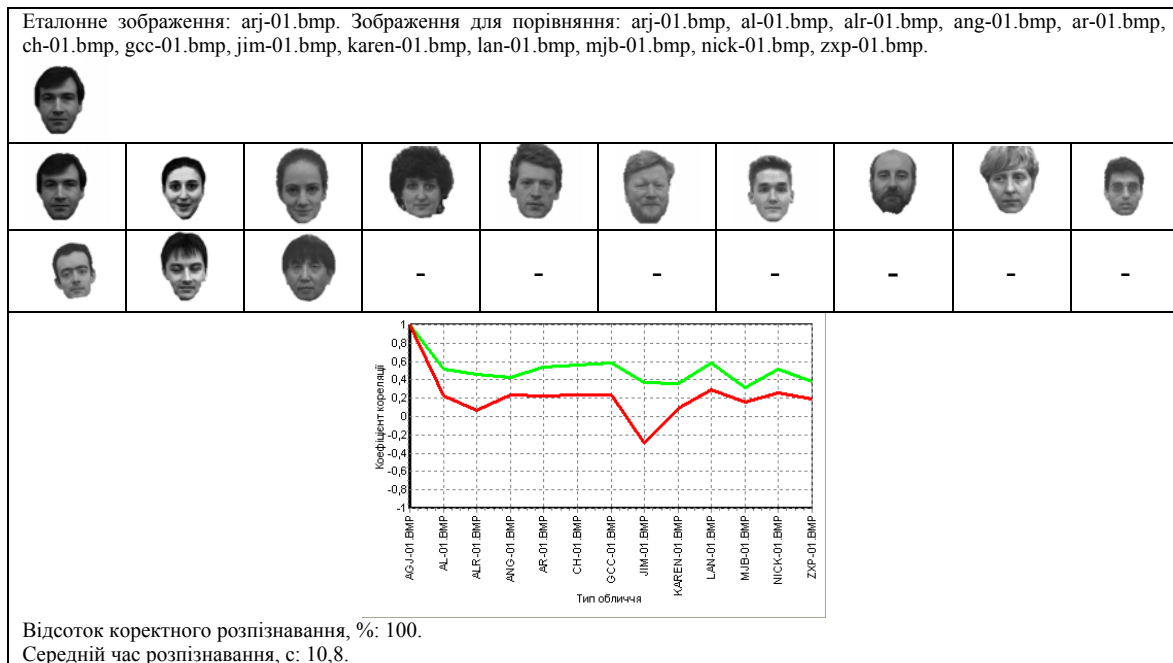 Еталонне зображення: arj-01.bmp. Зображення для порівняння: arj-01.bmp, al-01.bmp, alr-01.bmp, ang-01.bmp, ar-01.bmp,
ch-01.bmp, gcc-01.bmp, jim-01.bmp, karen-01.bmp, lan-01.bmp, mjb-01.bmp, nick-01.bmp, zxp-01.bmp.
- - - - - - -
1
0,8
0,6
0,4
0,2
0
-0,2
-0,4
-0,6
-0,8
-1
Коефіцієнт кореляції
AGJ-01.BMP
AL-01.BMP
ALR-01.BMP
ANG-01.BMP
AR-01.BMP
CH-01.BMP
GCC-01.BMP
JIM-01.BMP
KAREN-01.BMP
LAN-01.BMP
MJB-01.BMP
NICK-01.BMP
ZXP-01.BMP
Тип обличчя
Відсоток коректного розпізнавання, %: 100.
Середній час розпізнавання, с: 10,8.